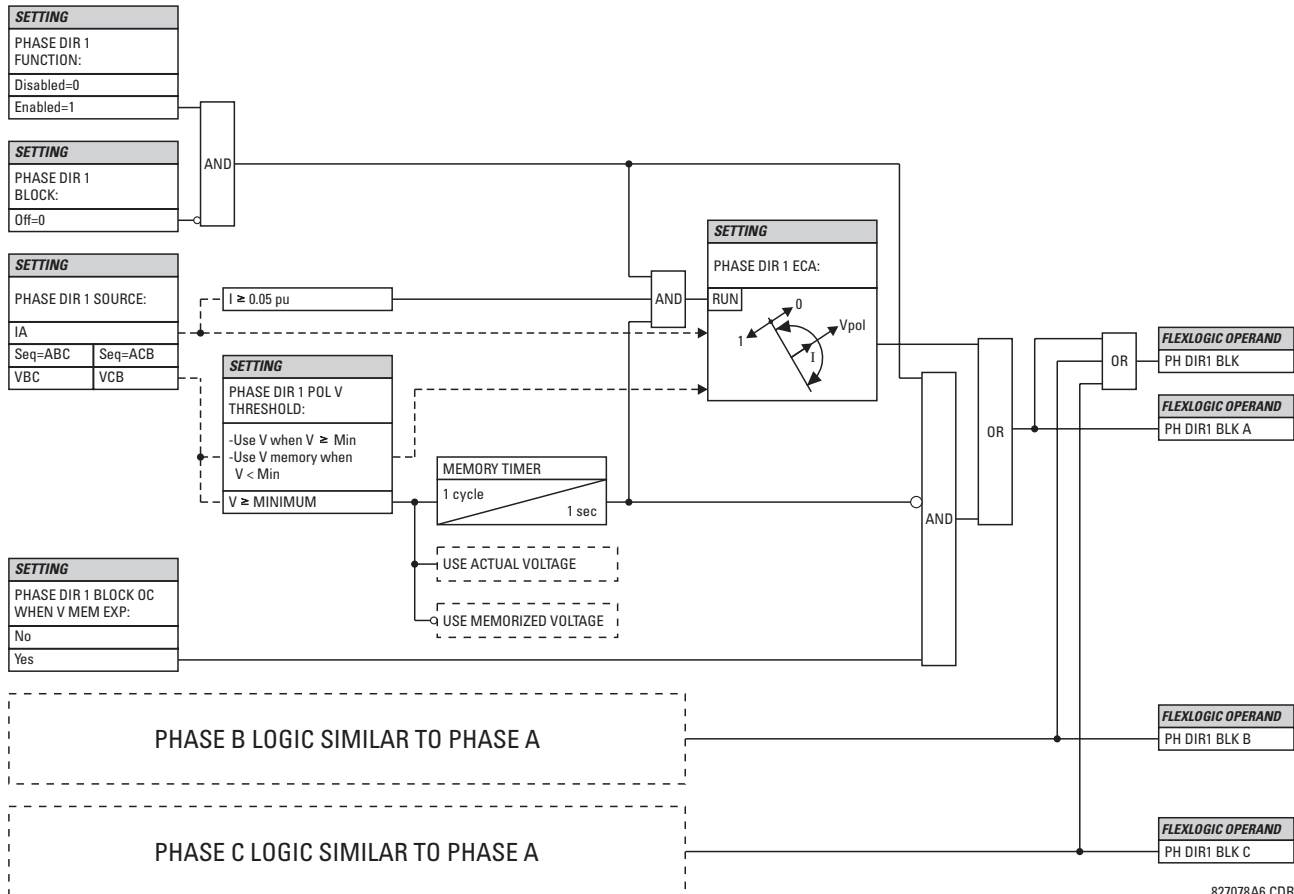 SETTING
PHASE DIR 1
FUNCTION:
Disabled=0
Enabled=1
AND
SETTING
PHASE DIR 1
BLOCK:
Off=0
SETTING
PHASE DIR 1 SOURCE:
IA
Seq=ABC Seq=ACB
VBC VCB
I ≥ 0.05 pu
SETTING
PHASE DIR 1 POL V
THRESHOLD:
-Use V when V ≥ Min
-Use V memory when
V < Min
V ≥ MINIMUM
MEMORY TIMER
1 cycle
1 sec
USE ACTUAL VOLTAGE
USE MEMORIZED VOLTAGE
AND
SETTING
PHASE DIR 1 ECA:
RUN
0
1
Vpol
I
AND
OR
OR
FLEXLOGIC OPERAND
PH DIR1 BLK
FLEXLOGIC OPERAND
PH DIR1 BLK A
SETTING
PHASE DIR 1 BLOCK OC
WHEN V MEM EXP:
No
Yes
PHASE B LOGIC SIMILAR TO PHASE A
FLEXLOGIC OPERAND
PH DIR1 BLK B
PHASE C LOGIC SIMILAR TO PHASE A
FLEXLOGIC OPERAND
PH DIR1 BLK C
827078A6.CDR